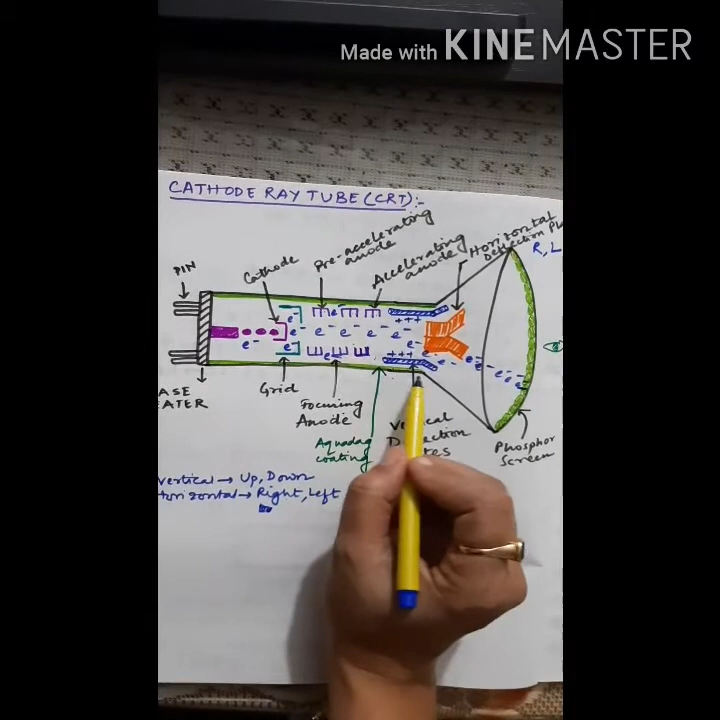 Made with KINEMASTER
CATHODE RAY TUBE (CRT):-
Pre-accelerating
anode
Accelerating
anode
Horizontal
Deflection Pl
R, L
PIN
Cathode
e- e-
+++
e- e- e- e- e- e-
e- e-
+++ e- e- e- e- e- e- e-
ASE
EATER
Grid
Focusing
Anode
Aquadag
coating
Phosphor
Screen
vertical → Up, Down
Horizontal → Right, Left